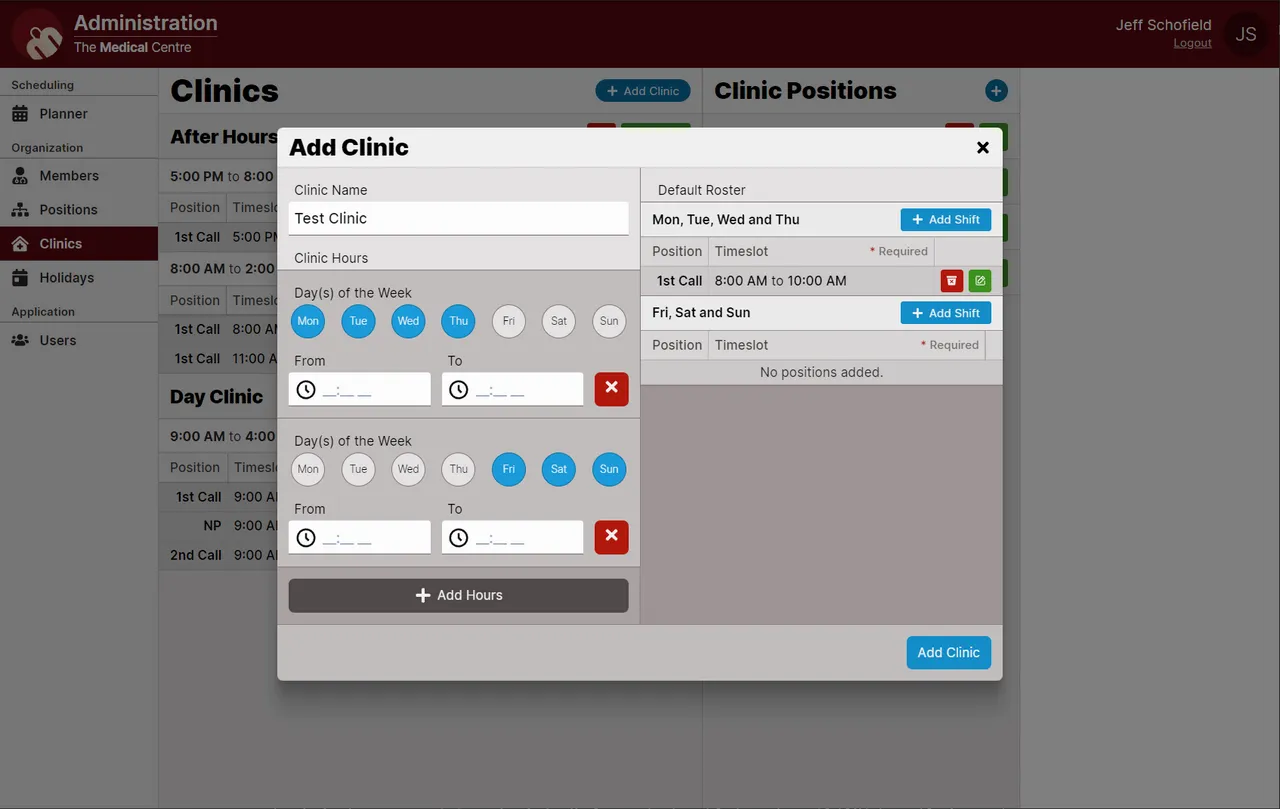 Administration
The Medical Centre
Jeff Schofield
Logout
JS
Scheduling
Planner
Organization
Members
Positions
Clinics
Holidays
Application
Users
Clinics
+ Add Clinic
After Hours
5:00 PM to 8:00
Position
1st Call 5:00
8:00 AM to 2:00
Position
1st Call 8:00
1st Call 11:00
Day Clinic
9:00 AM to 4:00
Position
1st Call 9:00
NP 9:00
2nd Call 9:00
Clinic Positions
+
Add Clinic
Clinic Name
Test Clinic
Clinic Hours
Day(s) of the Week
Mon Tue Wed Thu Fri Sat Sun
From To
__:__ __ __:__ __
Day(s) of the Week
Mon Tue Wed Thu Fri Sat Sun
From To
__:__ __ __:__ __
+ Add Hours
Default Roster
Mon, Tue, Wed and Thu + Add Shift
Position Timeslot * Required
1st Call 8:00 AM to 10:00 AM
Fri, Sat and Sun + Add Shift
Position Timeslot * Required
No positions added.
Add Clinic